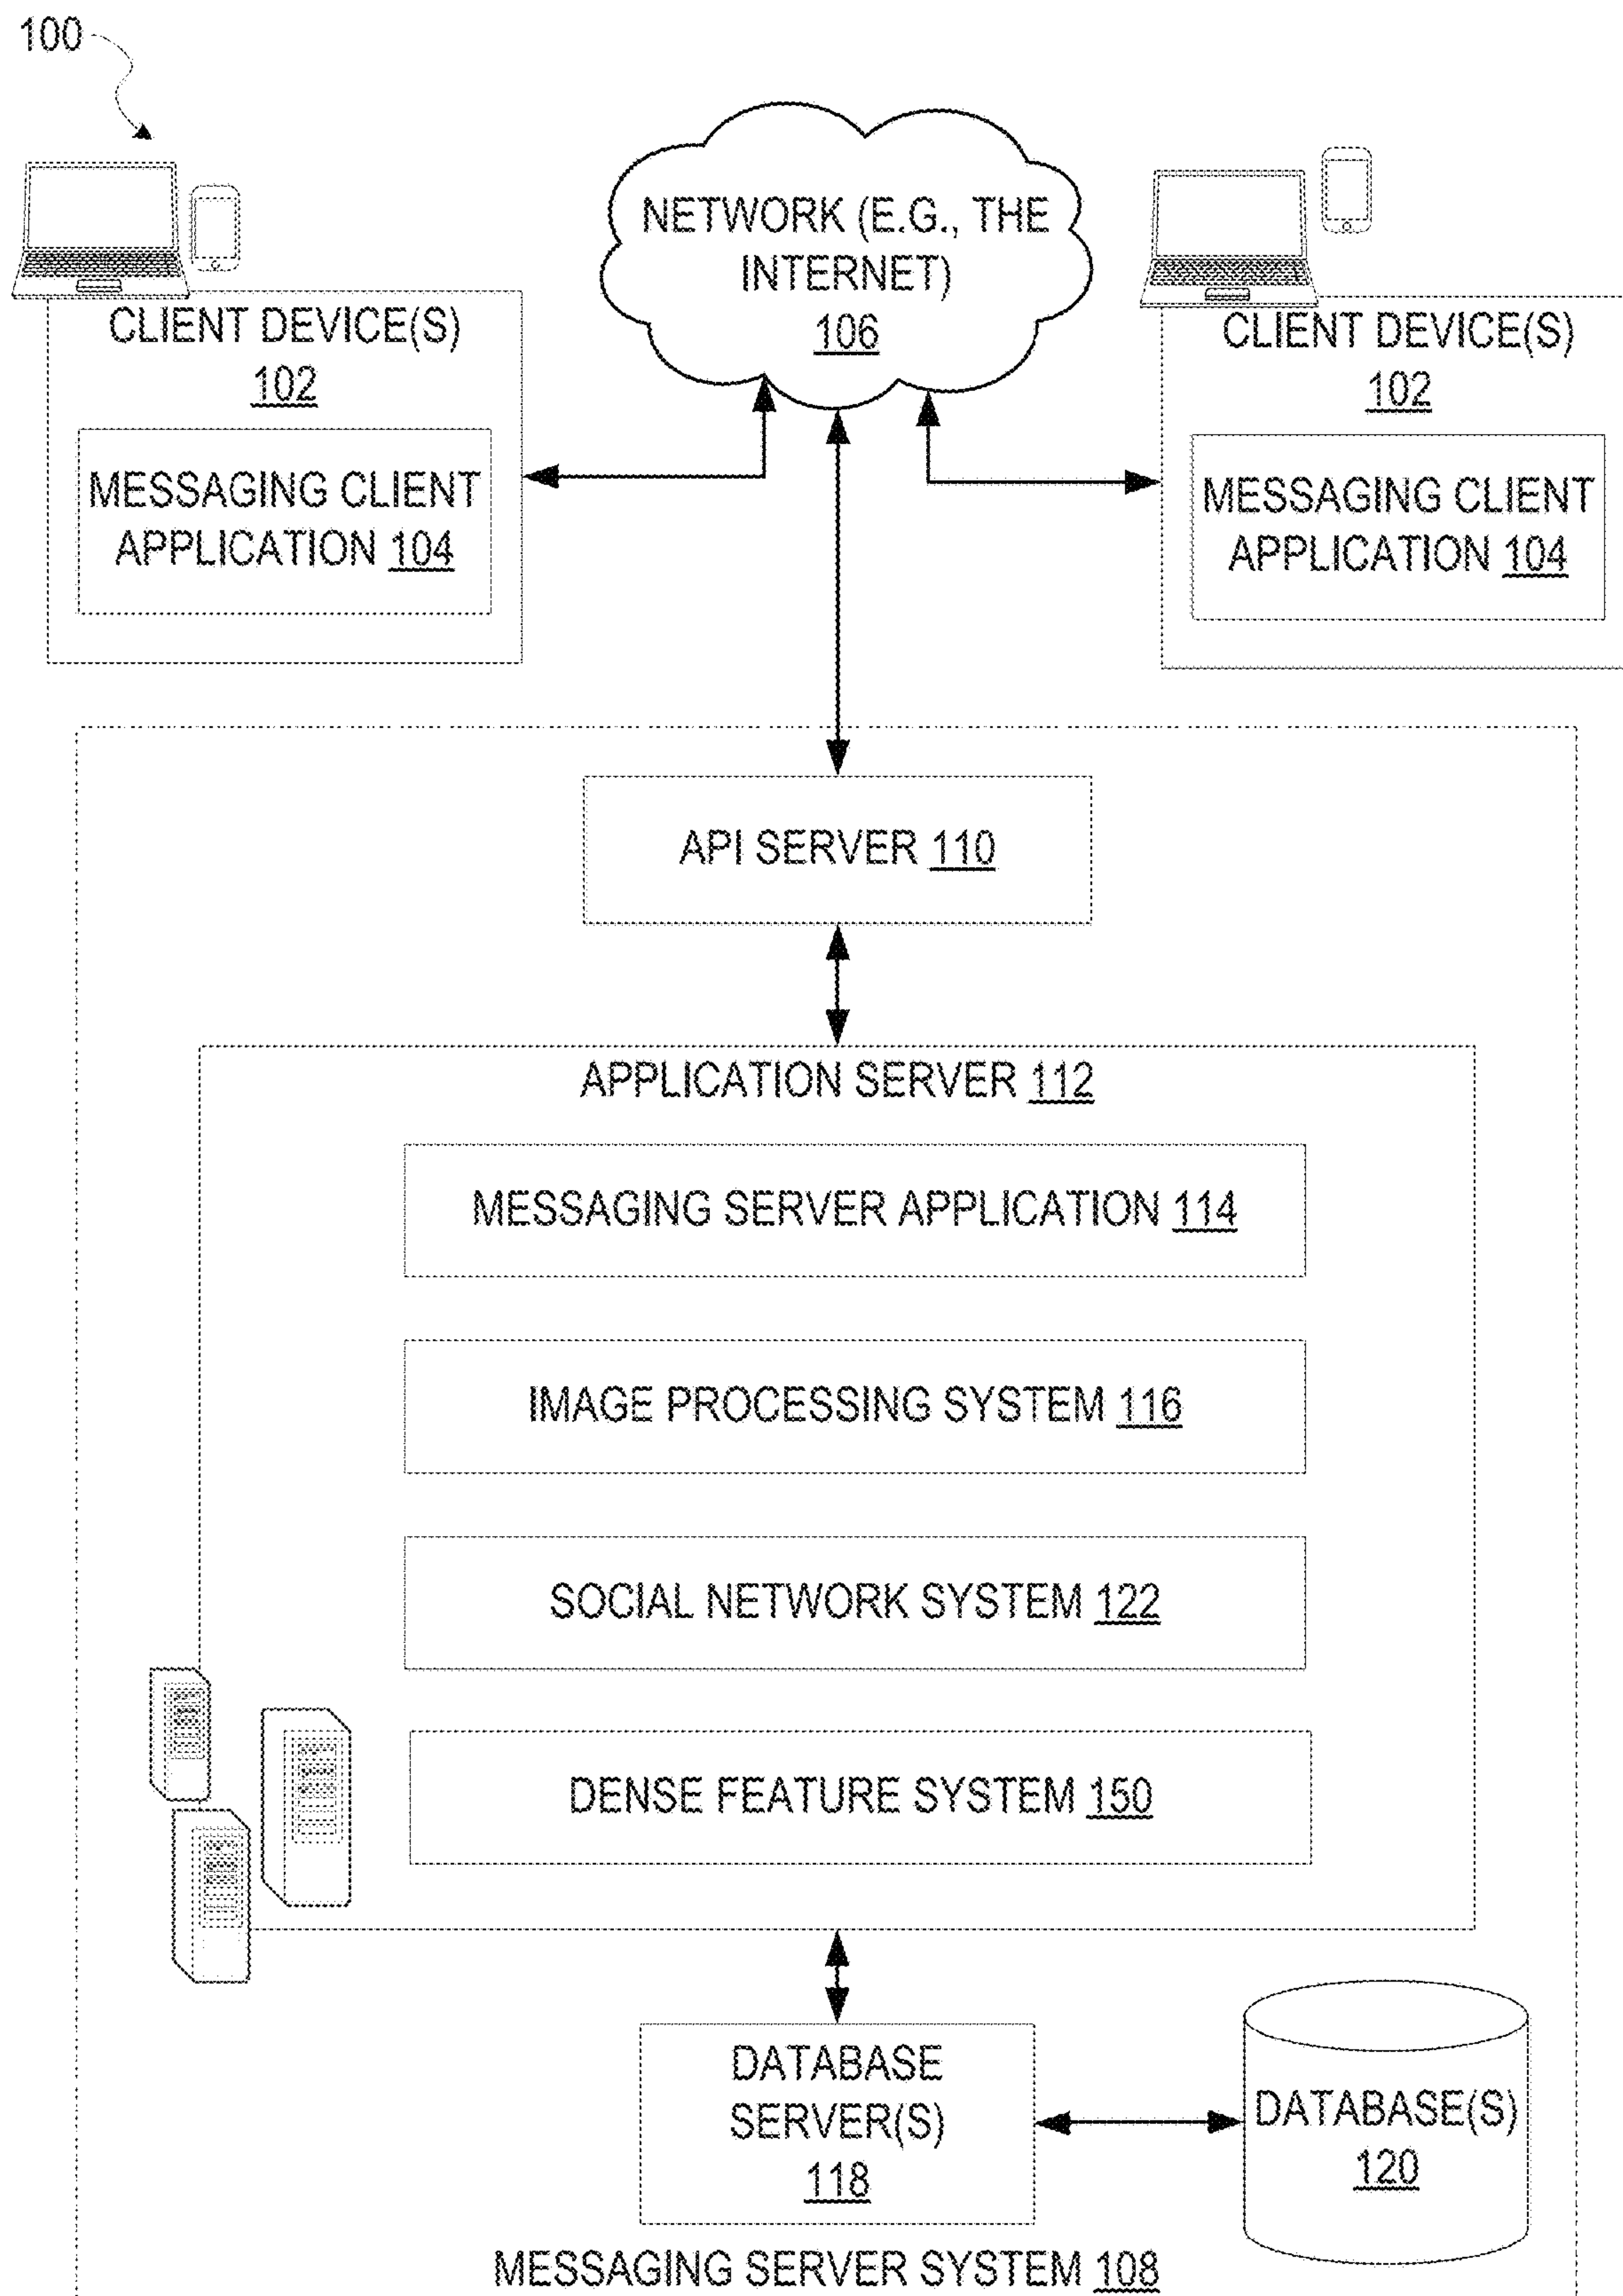 100
NETWORK (E.G., THE
INTERNET)
106
CLIENT DEVICE(S)
102
MESSAGING CLIENT
APPLICATION 104
CLIENT DEVICE(S)
102
MESSAGING CLIENT
APPLICATION 104
API SERVER 110
APPLICATION SERVER 112
MESSAGING SERVER APPLICATION 114
IMAGE PROCESSING SYSTEM 116
SOCIAL NETWORK SYSTEM 122
DENSE FEATURE SYSTEM 150
DATABASE
SERVER(S)
118
DATABASE(S)
120
MESSAGING SERVER SYSTEM 108